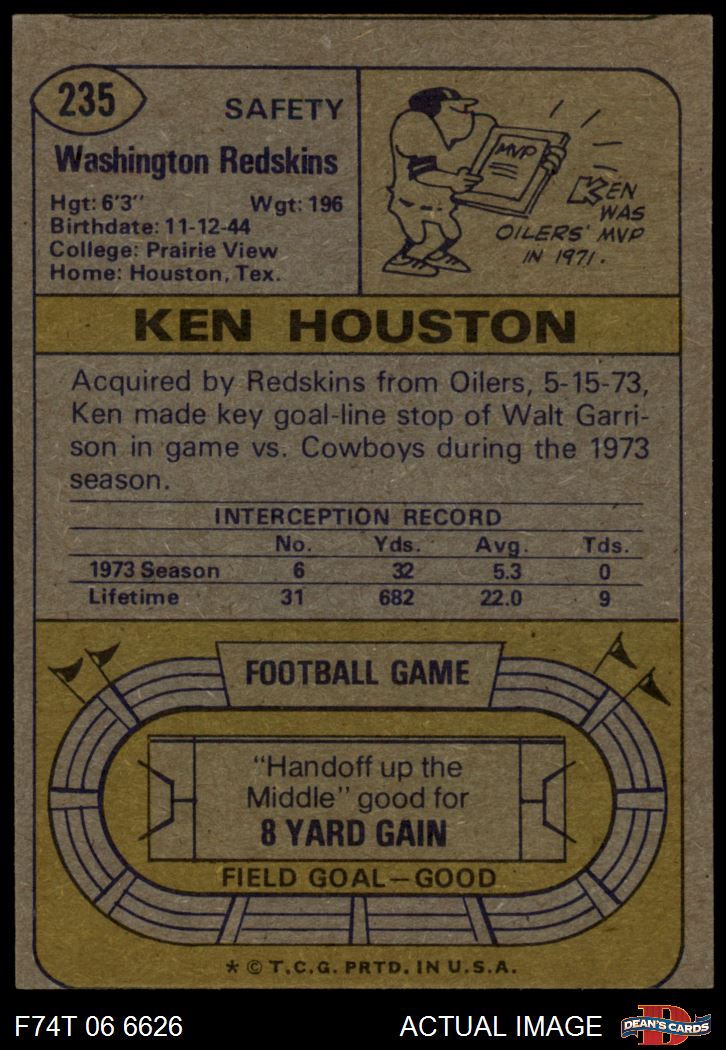 235
SAFETY
Washington Redskins
Hgt: 6'3" Wgt: 196
Birthdate: 11-12-44
College: Prairie View
Home: Houston, Tex.
MVP
KEN
WAS
OILERS' MVP
IN 1971.
KEN HOUSTON
Acquired by Redskins from Oilers, 5-15-73,
Ken made key goal-line stop of Walt Garri-
son in game vs. Cowboys during the 1973
season.
INTERCEPTION RECORD
No. Yds. Avg. Tds.
1973 Season 6 32 5.3 0
Lifetime 31 682 22.0 9
FOOTBALL GAME
"Handoff up the
Middle" good for
8 YARD GAIN
FIELD GOAL—GOOD
* © T.C.G. PRTD. IN U.S.A.
F74T 06 6626 ACTUAL IMAGE
D
DEAN'S CARDS